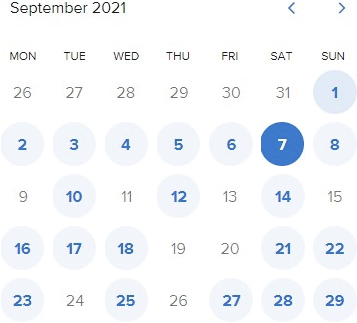 September 2021
MON TUE WED THU FRI SAT SUN
26 27 28 29 30 31 1
2 3 4 5 6 7 8
9 10 11 12 13 14 15
16 17 18 19 20 21 22
23 24 25 26 27 28 29